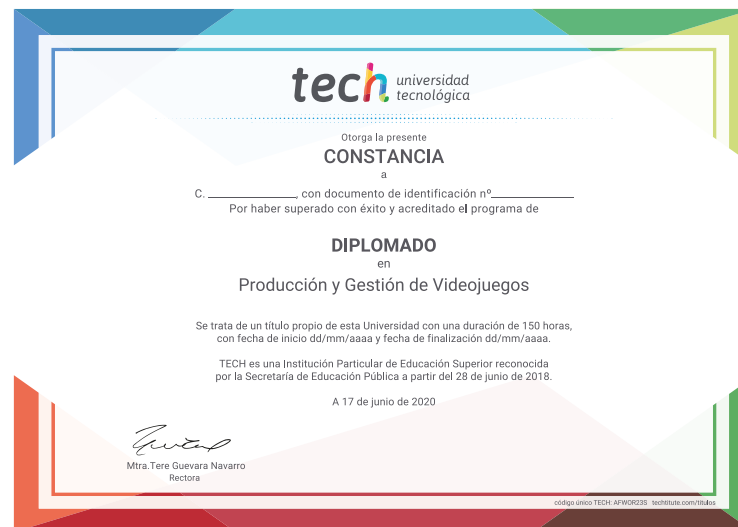 tech universidad
tecnológica
Otorga la presente
CONSTANCIA
a
C. ________________, con documento de identificación nº______________
Por haber superado con éxito y acreditado el programa de
DIPLOMADO
en
Producción y Gestión de Videojuegos
Se trata de un título propio de esta Universidad con una duración de 150 horas,
con fecha de inicio dd/mm/aaaa y fecha de finalización dd/mm/aaaa.
TECH es una Institución Particular de Educación Superior reconocida
por la Secretaría de Educación Pública a partir del 28 de junio de 2018.
A 17 de junio de 2020
Mtra.Tere Guevara Navarro
Rectora
código único TECH: AFWOR23S techtitute.com/titulos